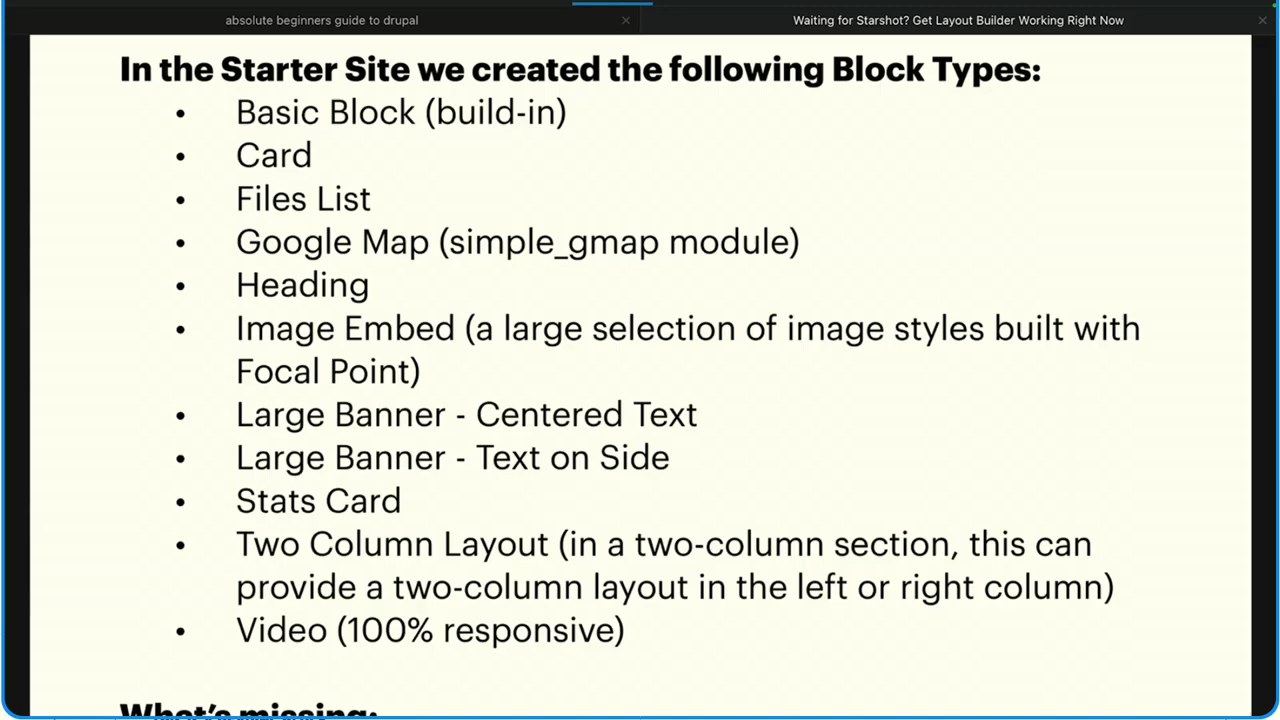 absolute beginners guide to drupal
Waiting for Starshot? Get Layout Builder Working Right Now
In the Starter Site we created the following Block Types:
• Basic Block (build-in)
• Card
• Files List
• Google Map (simple_gmap module)
• Heading
• Image Embed (a large selection of image styles built with
Focal Point)
• Large Banner - Centered Text
• Large Banner - Text on Side
• Stats Card
• Two Column Layout (in a two-column section, this can
provide a two-column layout in the left or right column)
• Video (100% responsive)
What's missing: